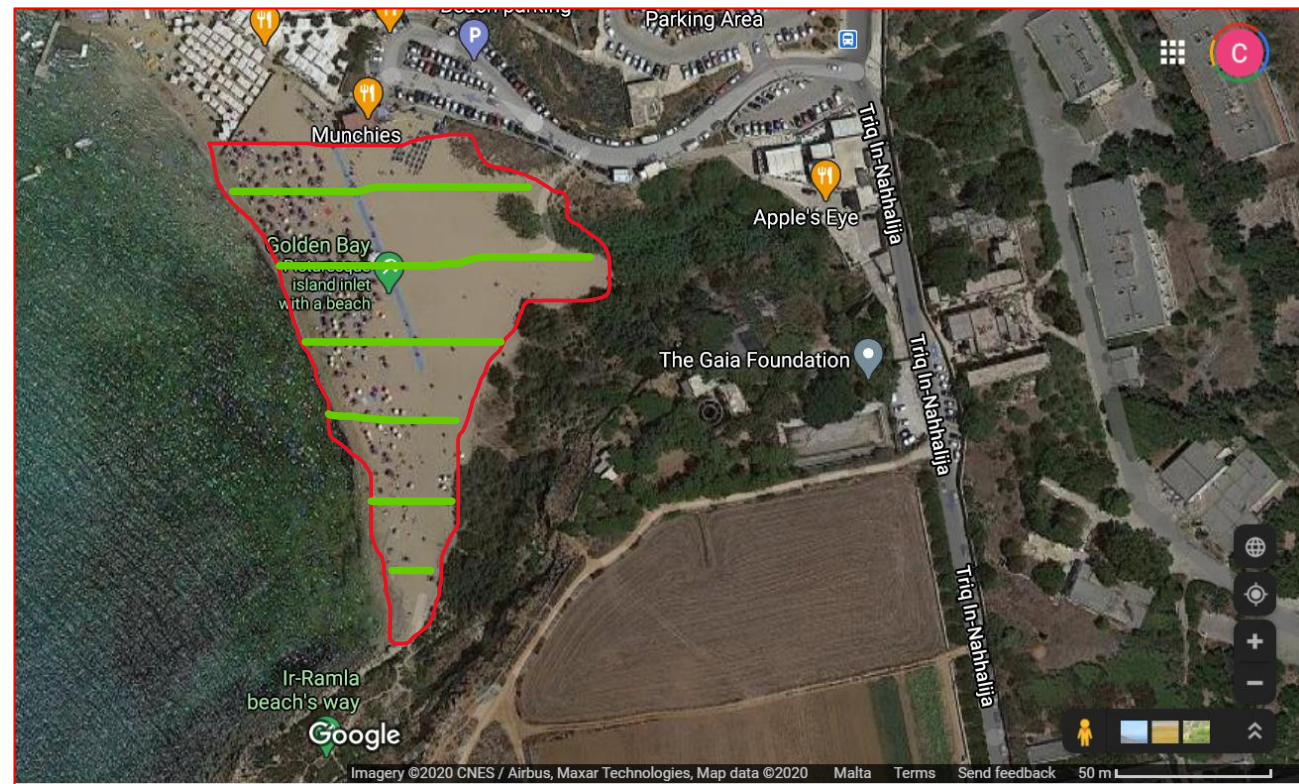 Beach parking
Parking Area
P
C
Munchies
Triq In-Nahhalija
Apple's Eye
Golden Bay
Picturesque
island inlet
with a beach
The Gaia Foundation
Triq In-Nahhalija
Triq In-Nahhalija
Ir-Ramla
beach's way
Google
Imagery ©2020 CNES / Airbus, Maxar Technologies, Map data ©2020 Malta Terms Send feedback 50 m